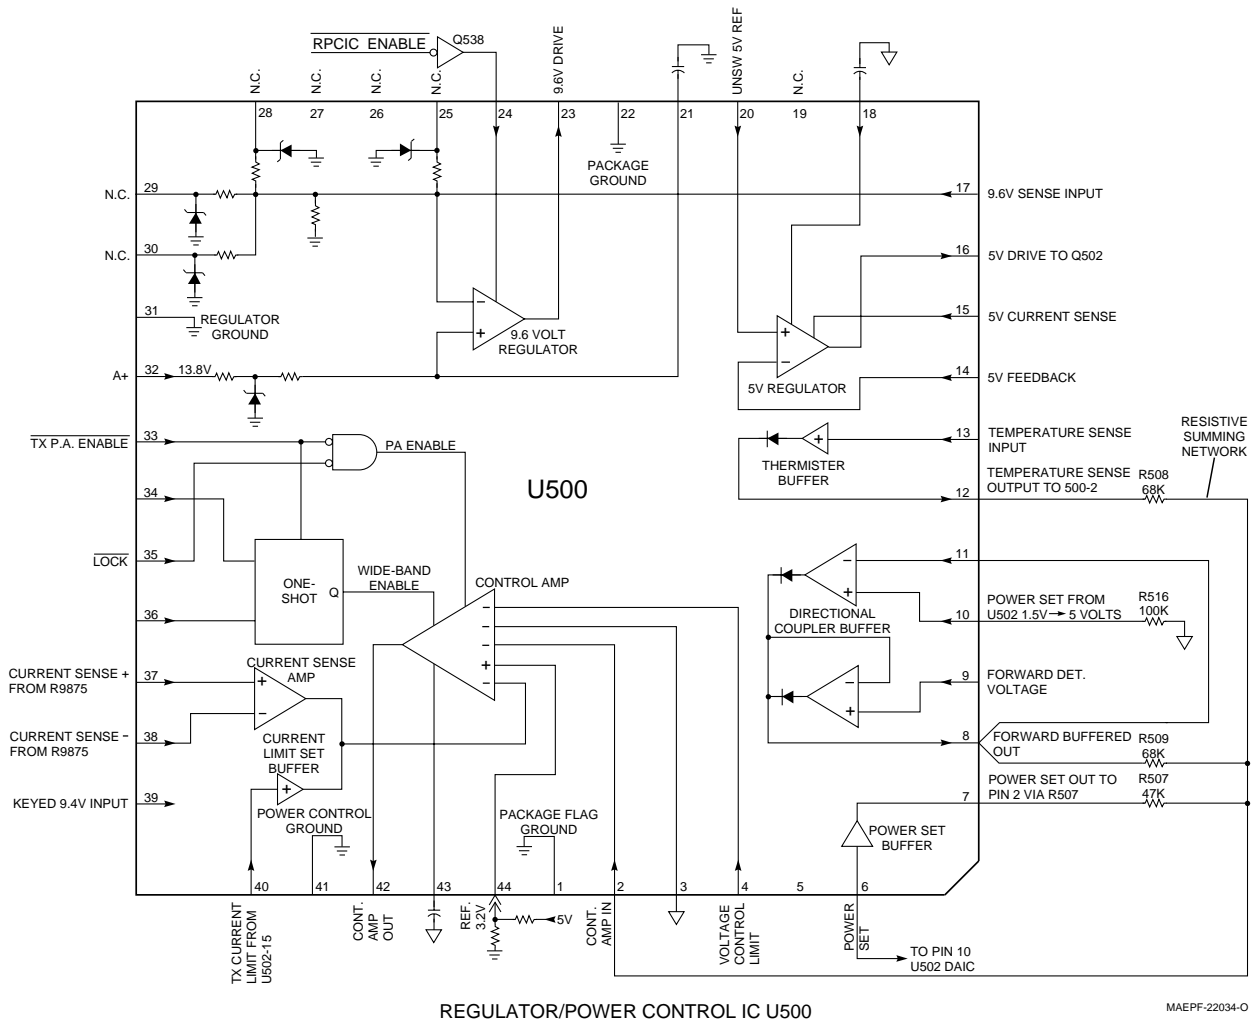 RPCIC ENABLE
Q538
9.6V DRIVE
UNSW 5V REF
N.C.
N.C.
N.C.
N.C.
N.C.
28
27
26
25
24
23
22
21
20
19
18
PACKAGE
GROUND
N.C.
29
17
9.6V SENSE INPUT
N.C.
30
16
5V DRIVE TO Q502
31
REGULATOR
GROUND
−
+
9.6 VOLT
REGULATOR
+
−
5V REGULATOR
15
5V CURRENT SENSE
A+
32
13.8V
14
5V FEEDBACK
TX P.A. ENABLE
33
PA ENABLE
+
THERMISTER
BUFFER
13
TEMPERATURE SENSE
INPUT
RESISTIVE
SUMMING
NETWORK
34
U500
12
TEMPERATURE SENSE
OUTPUT TO 500-2
R508
68K
LOCK
35
ONE-
SHOT
Q
WIDE-BAND
ENABLE
CONTROL AMP
−
−
−
+
−
−
+
DIRECTIONAL
COUPLER BUFFER
11
36
10
POWER SET FROM
U502 1.5V → 5 VOLTS
R516
100K
CURRENT SENSE +
FROM R9875
37
CURRENT SENSE
AMP
+
−
−
+
9
FORWARD DET.
VOLTAGE
CURRENT SENSE −
FROM R9875
38
CURRENT
LIMIT SET
BUFFER
+
8
FORWARD BUFFERED
OUT
R509
68K
KEYED 9.4V INPUT
39
POWER CONTROL
GROUND
PACKAGE FLAG
GROUND
7
POWER SET OUT TO
PIN 2 VIA R507
R507
47K
POWER SET
BUFFER
40
41
42
43
44
1
2
3
4
5
6
TX CURRENT
LIMIT FROM
U502-15
CONT.
AMP
OUT
REF.
3.2V
5V
CONT.
AMP IN
VOLTAGE
CONTROL
LIMIT
POWER
SET
TO PIN 10
U502 DAIC
REGULATOR/POWER CONTROL IC U500
MAEPF-22034-O